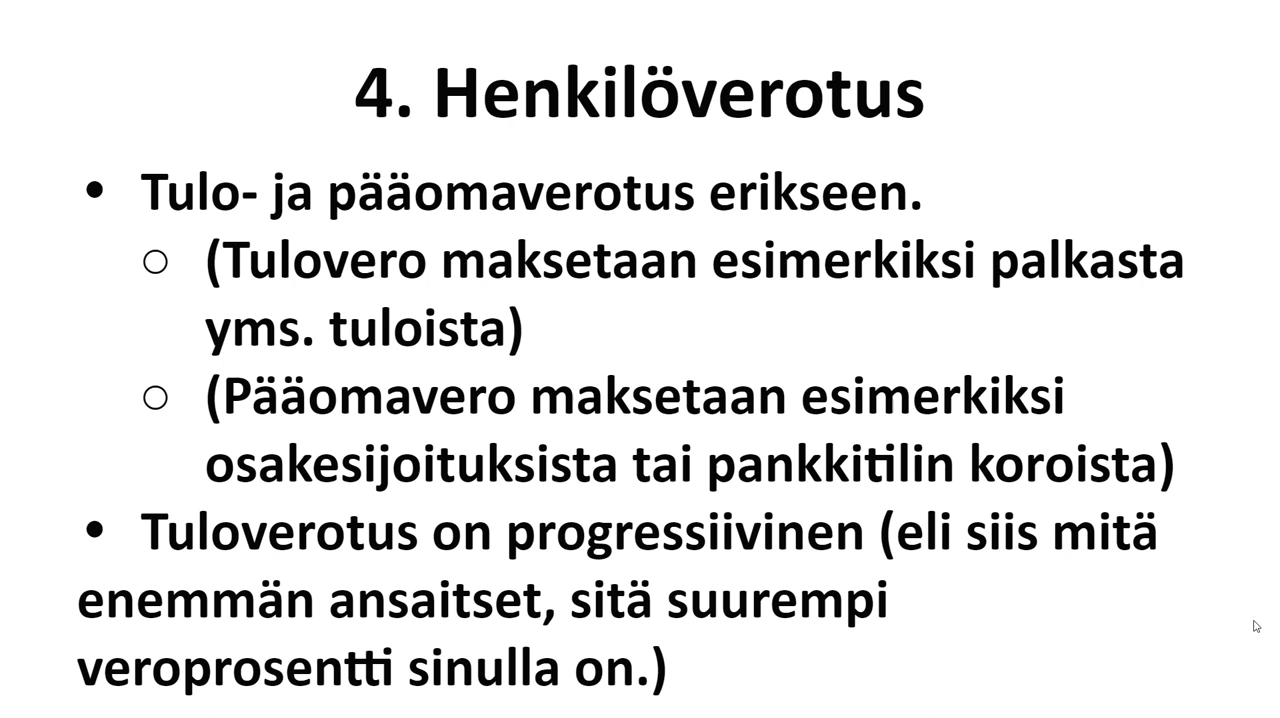 4. Henkilöverotus
• Tulo- ja pääomaverotus erikseen.
○ (Tulovero maksetaan esimerkiksi palkasta
yms. tuloista)
○ (Pääomavero maksetaan esimerkiksi
osakesijoituksista tai pankkitilin koroista)
• Tuloverotus on progressiivinen (eli siis mitä
enemmän ansaitset, sitä suurempi
veroprosentti sinulla on.)